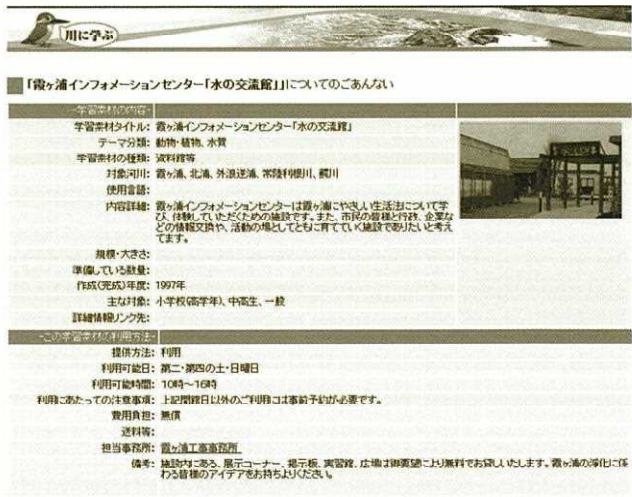 川に学ぶ
「霞ヶ浦インフォメーションセンター「水の交流館」」についてのごあんない
-学習素材の内容-
学習素材タイトル: 霞ヶ浦インフォメーションセンター「水の交流館」
テーマ分類: 動物・植物、水質
学習素材の種類: 資料館等
対象河川: 霞ヶ浦、北浦、外浪逆浦、常陸利根川、鰐川
使用言語:
内容詳細: 霞ヶ浦インフォメーションセンターは霞ヶ浦にやさしい生活法について学
び、体験していただくための施設です。また、市民の皆様と行政、企業な
どの情報交換や、活動の場としてともに育てていく施設でありたいと考え
てます。
規模・大きさ:
準備している数量:
作成(完成)年度: 1997年
主な対象: 小学校(高学年)、中高生、一般
詳細情報リンク先:
-この学習素材の利用方法-
提供方法: 利用
利用可能日: 第二・第四の土・日曜日
利用可能時間: 10時～16時
利用にあたっての注意事項: 上記開館日以外のご利用には事前予約が必要です。
費用負担: 無償
送料等:
担当事務所: 霞ヶ浦工事事務所
備考: 施設内にある、展示コーナー、掲示板、実習館、広場は御要望により無料でお貸しいたします。霞ヶ浦の浄化に係
わる皆様のアイデアをお持ちよりください。